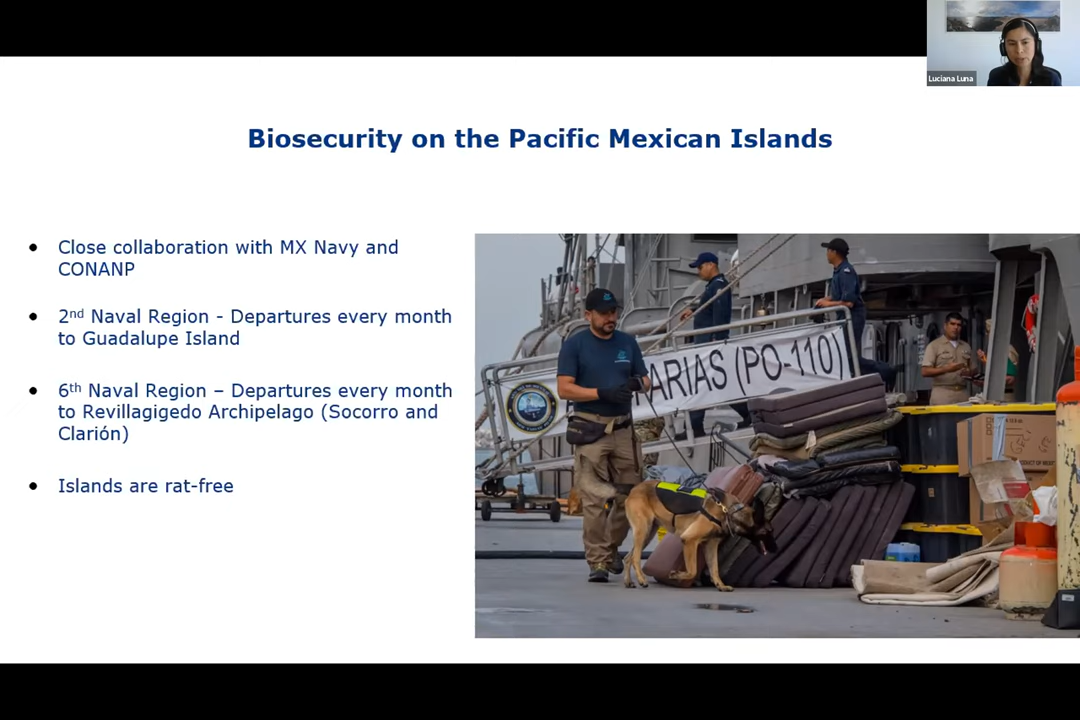 Luciana Luna
Biosecurity on the Pacific Mexican Islands
• Close collaboration with MX Navy and
CONANP
• 2nd Naval Region - Departures every month
to Guadalupe Island
• 6th Naval Region – Departures every month
to Revillagigedo Archipelago (Socorro and
Clarión)
• Islands are rat-free
ARIAS (PO-110)